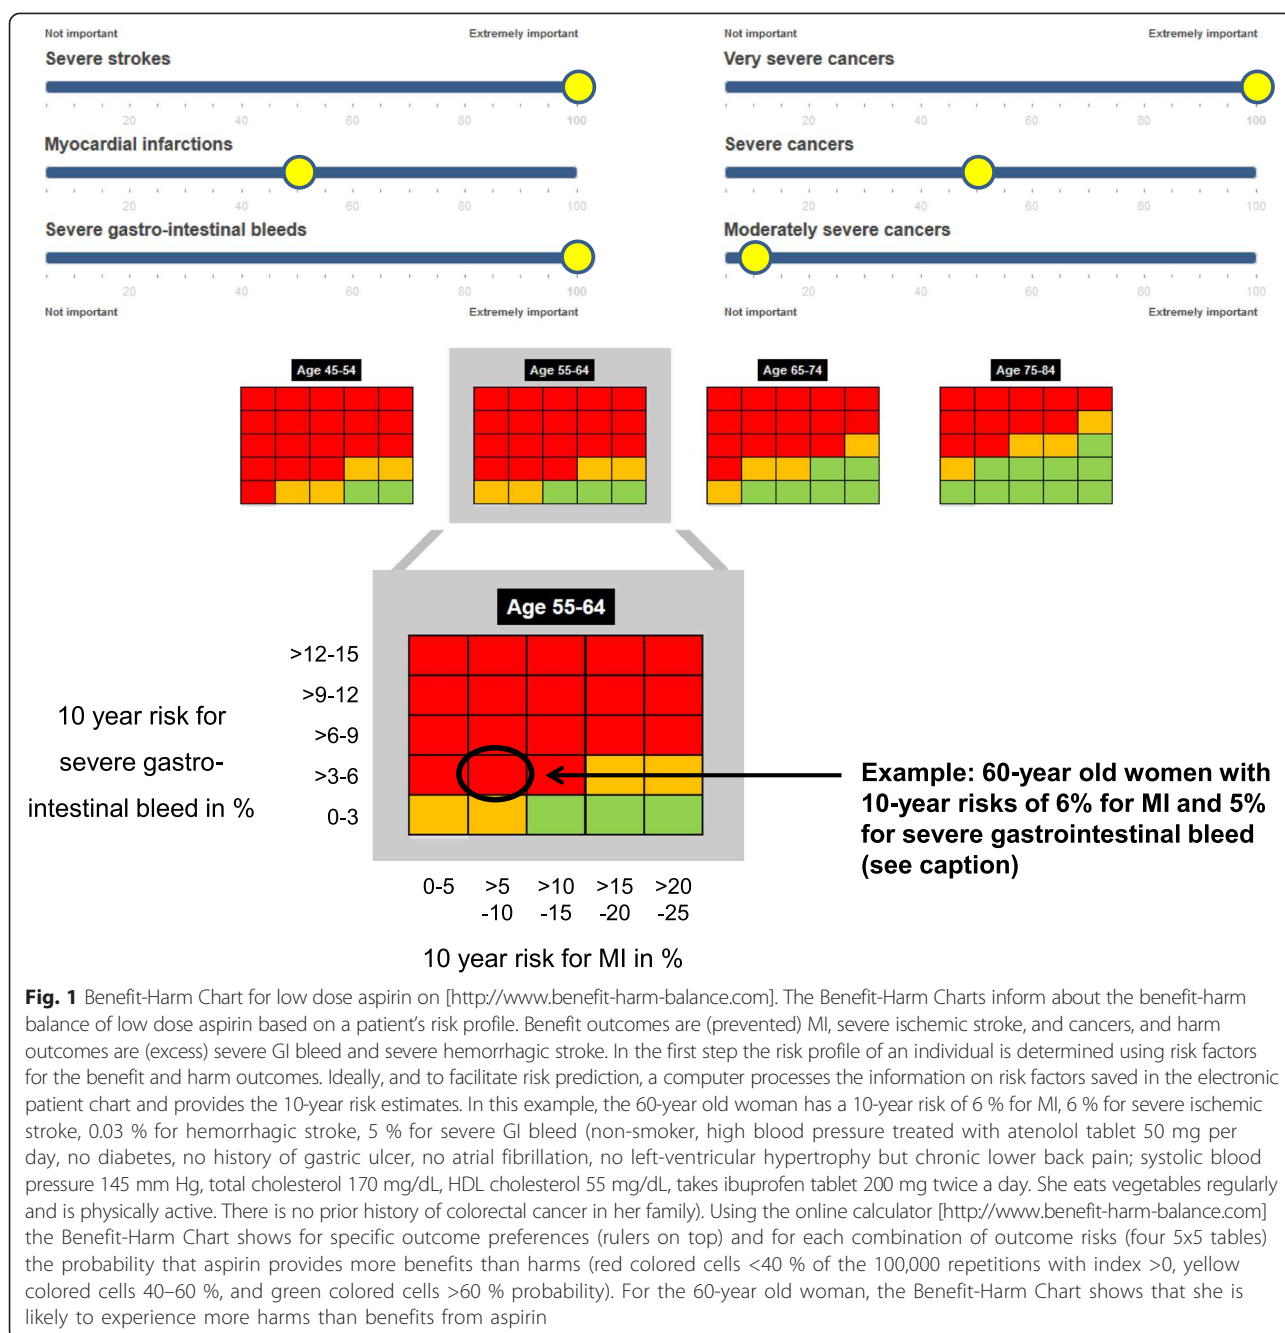 Not important Extremely important
Severe strokes
20 40 60 80 100
Myocardial infarctions
20 40 60 80 100
Severe gastro-intestinal bleeds
20 40 60 80 100
Not important Extremely important
Not important Extremely important
Very severe cancers
20 40 60 80 100
Severe cancers
20 40 60 80 100
Moderately severe cancers
20 40 60 80 100
Not important Extremely important
Age 45-54 Age 55-64 Age 65-74 Age 75-84
Age 55-64
10 year risk for
severe gastro-
intestinal bleed in %
>12-15
>9-12
>6-9
>3-6
0-3
0-5 >5 >10 >15 >20
-10 -15 -20 -25
10 year risk for MI in %
Example: 60-year old women with
10-year risks of 6% for MI and 5%
for severe gastrointestinal bleed
(see caption)
Fig. 1 Benefit-Harm Chart for low dose aspirin on [http://www.benefit-harm-balance.com]. The Benefit-Harm Charts inform about the benefit-harm
balance of low dose aspirin based on a patient's risk profile. Benefit outcomes are (prevented) MI, severe ischemic stroke, and cancers, and harm
outcomes are (excess) severe GI bleed and severe hemorrhagic stroke. In the first step the risk profile of an individual is determined using risk factors
for the benefit and harm outcomes. Ideally, and to facilitate risk prediction, a computer processes the information on risk factors saved in the electronic
patient chart and provides the 10-year risk estimates. In this example, the 60-year old woman has a 10-year risk of 6 % for MI, 6 % for severe ischemic
stroke, 0.03 % for hemorrhagic stroke, 5 % for severe GI bleed (non-smoker, high blood pressure treated with atenolol tablet 50 mg per
day, no diabetes, no history of gastric ulcer, no atrial fibrillation, no left-ventricular hypertrophy but chronic lower back pain; systolic blood
pressure 145 mm Hg, total cholesterol 170 mg/dL, HDL cholesterol 55 mg/dL, takes ibuprofen tablet 200 mg twice a day. She eats vegetables regularly
and is physically active. There is no prior history of colorectal cancer in her family). Using the online calculator [http://www.benefit-harm-balance.com]
the Benefit-Harm Chart shows for specific outcome preferences (rulers on top) and for each combination of outcome risks (four 5x5 tables)
the probability that aspirin provides more benefits than harms (red colored cells <40 % of the 100,000 repetitions with index >0, yellow
colored cells 40–60 %, and green colored cells >60 % probability). For the 60-year old woman, the Benefit-Harm Chart shows that she is
likely to experience more harms than benefits from aspirin